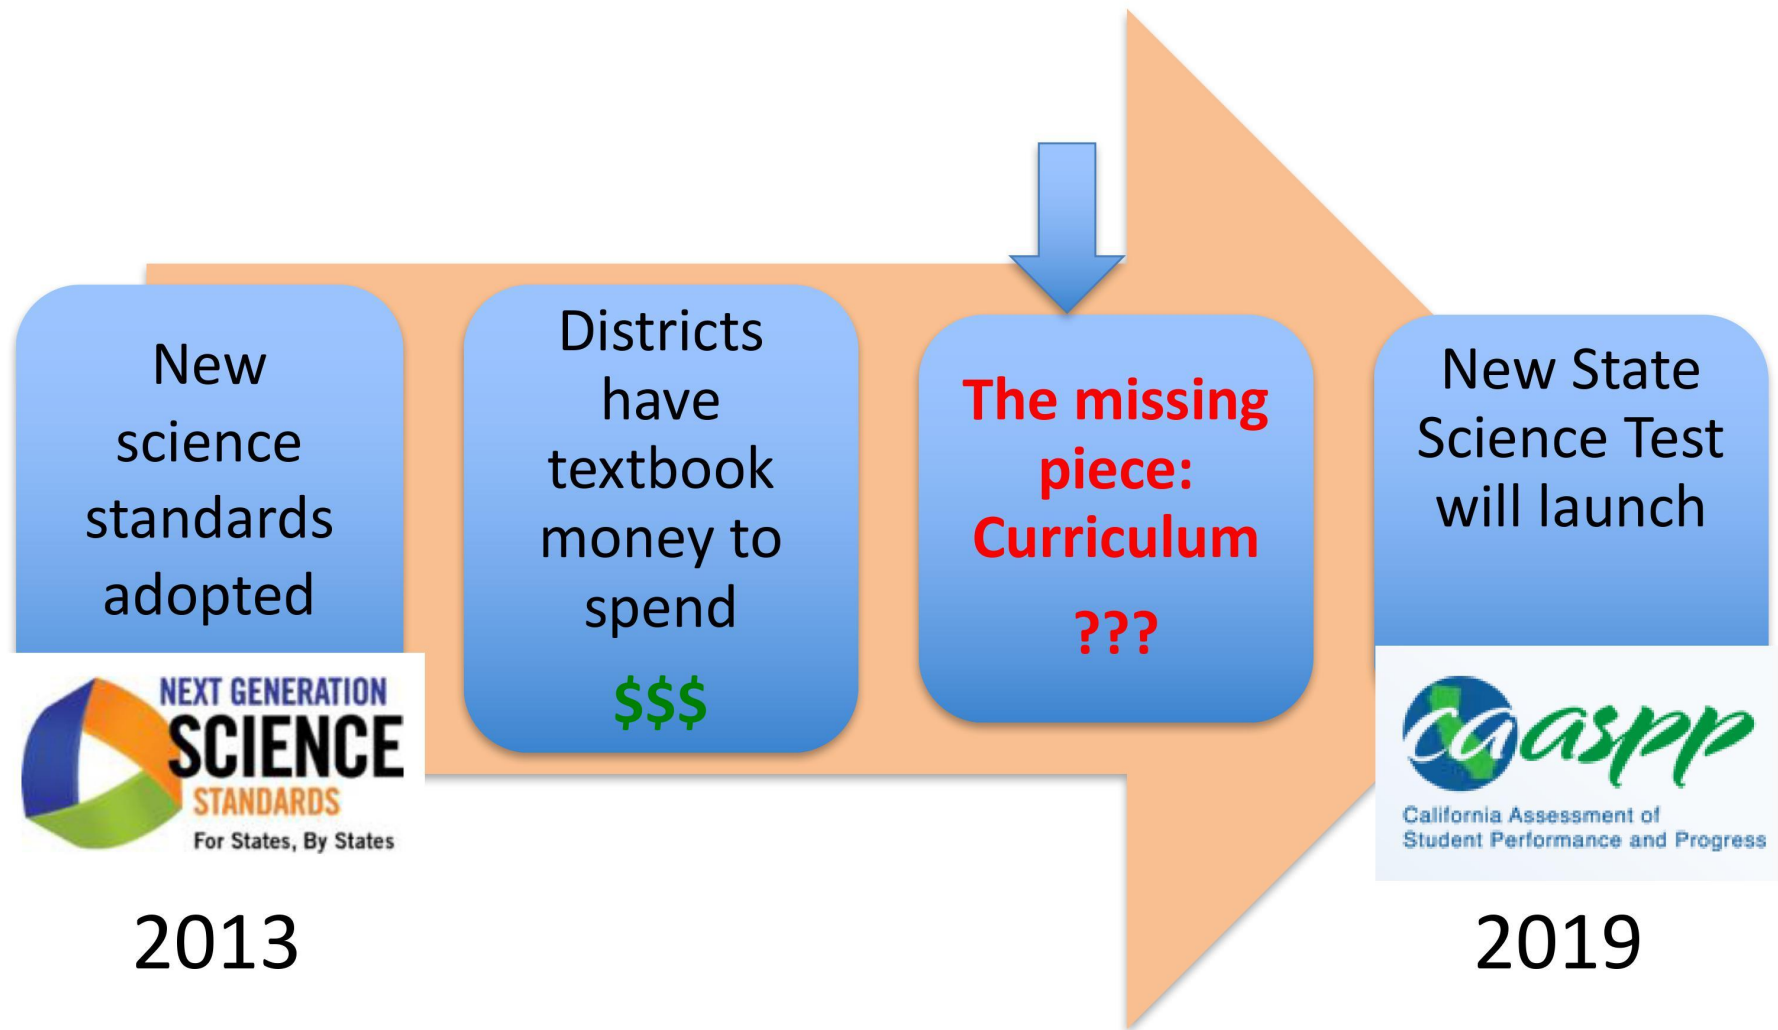 New
science
standards
adopted
NEXT GENERATION
SCIENCE
STANDARDS
For States, By States
2013
Districts
have
textbook
money to
spend
$$$
The missing
piece:
Curriculum
???
New State
Science Test
will launch
caaspp
California Assessment of
Student Performance and Progress
2019